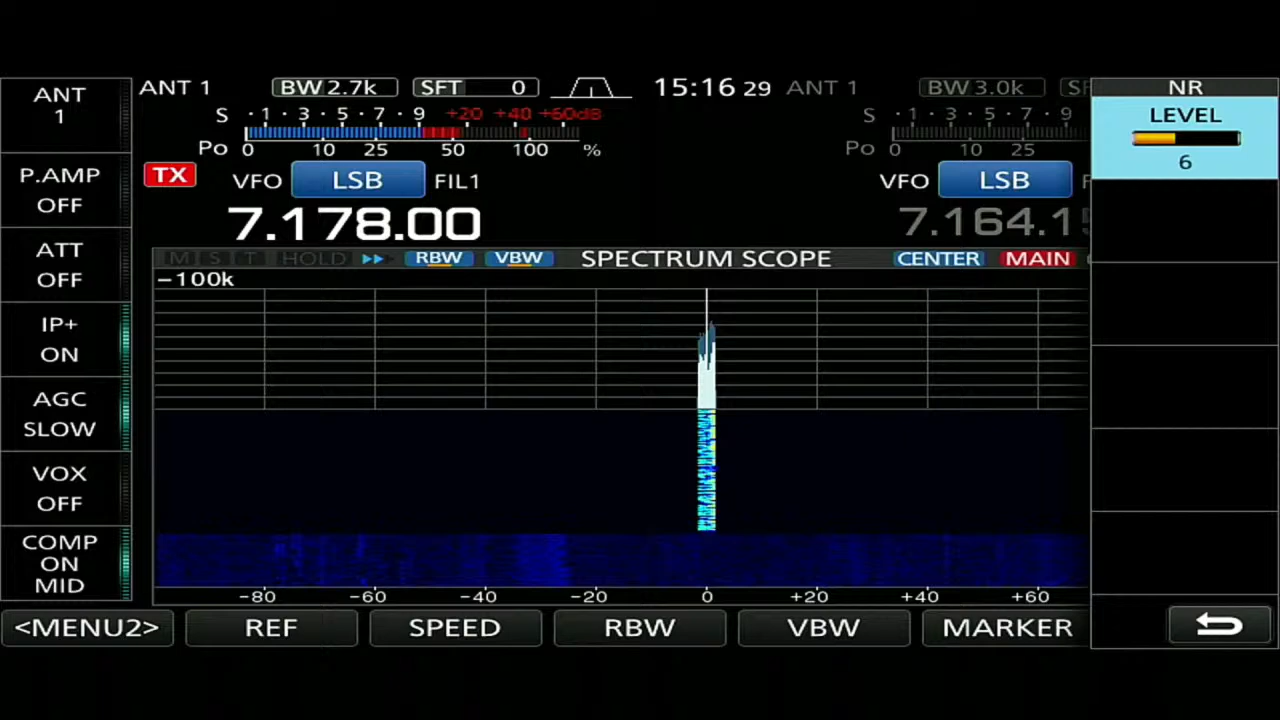 ANT
1
P.AMP
OFF
ATT
OFF
IP+
ON
AGC
SLOW
VOX
OFF
COMP
ON
MID
ANT 1
BW 2.7k
SFT 0
15:16 29
ANT 1
BW 3.0k
SF
S · 1 · 3 · 5 · 7 · 9 +20 +40 +60dB
Po 0 10 25 50 100 %
S · 1 · 3 · 5 · 7 · 9
Po 0 10 25
TX
VFO
LSB
FIL1
VFO
LSB
7.178.00
7.164.1
M S T HOLD RBW VBW SPECTRUM SCOPE CENTER MAIN
−100k
−80 −60 −40 −20 0 +20 +40 +60
<MENU2> REF SPEED RBW VBW MARKER
NR
LEVEL
6